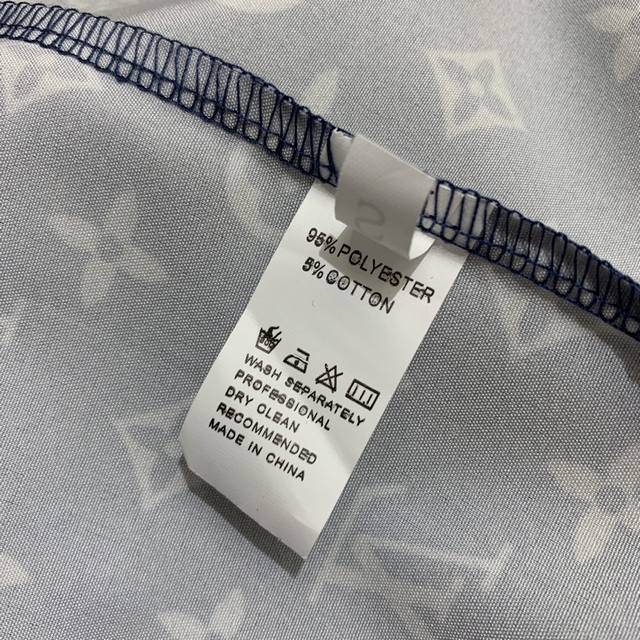 S
95% POLYESTER
5% COTTON
WASH SEPARATELY
PROFESSIONAL
DRY CLEAN
RECOMMENDED
MADE IN CHINA